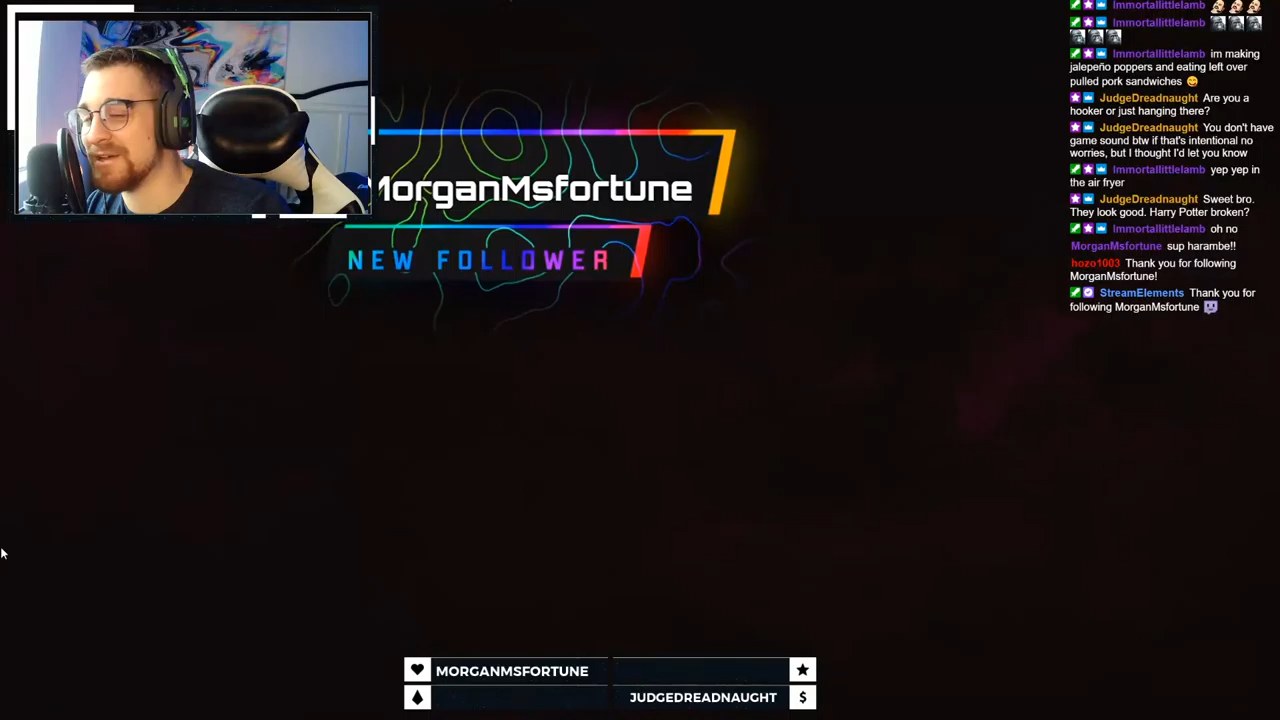 MorganMsfortune
NEW FOLLOWER
Immortallittlelamb
Immortallittlelamb
Immortallittlelamb im making
jalepeño poppers and eating left over
pulled pork sandwiches
JudgeDreadnaught Are you a
hooker or just hanging there?
JudgeDreadnaught You don't have
game sound btw if that's intentional no
worries, but I thought I'd let you know
Immortallittlelamb yep yep in
the air fryer
JudgeDreadnaught Sweet bro.
They look good. Harry Potter broken?
Immortallittlelamb oh no
MorganMsfortune sup harambe!!
hozo1003 Thank you for following
MorganMsfortune!
StreamElements Thank you for
following MorganMsfortune
MORGANMSFORTUNE
JUDGEDREADNAUGHT $